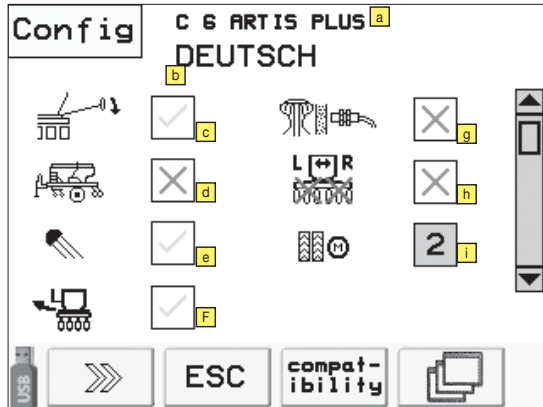 Config
C 6 ARTIS PLUS a
DEUTSCH
b
c
g
d
L R
h
e
M
2
i
F
USB
ESC
compat-
ibility